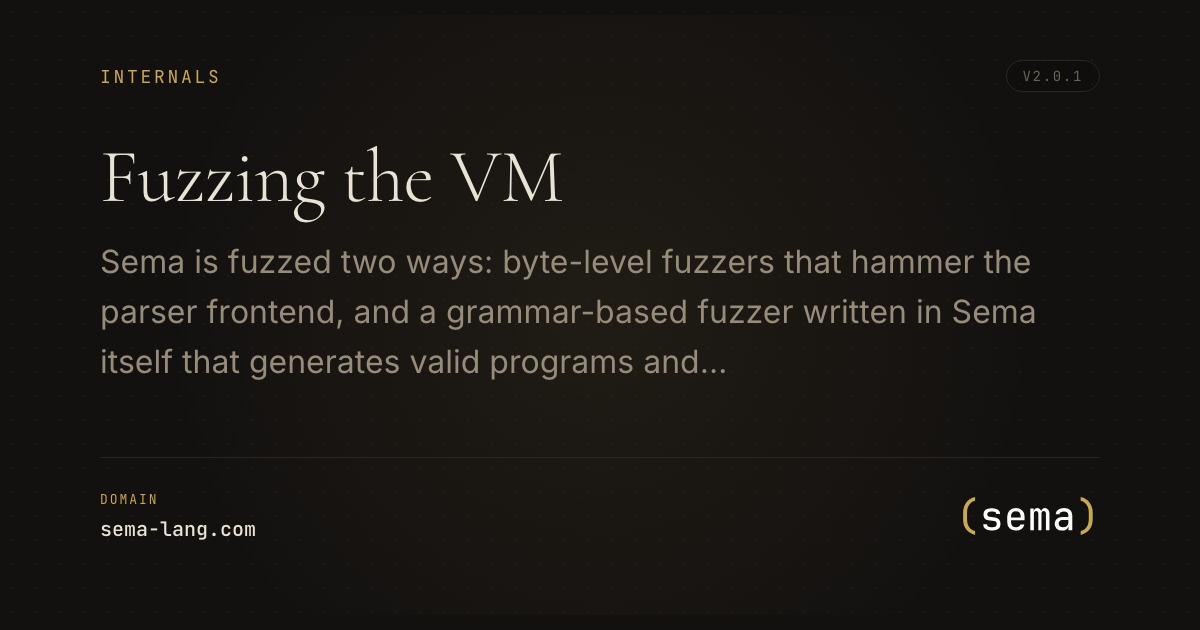 INTERNALS
V2.0.1
Fuzzing the VM
Sema is fuzzed two ways: byte-level fuzzers that hammer the
parser frontend, and a grammar-based fuzzer written in Sema
itself that generates valid programs and...
DOMAIN
sema-lang.com
(sema)